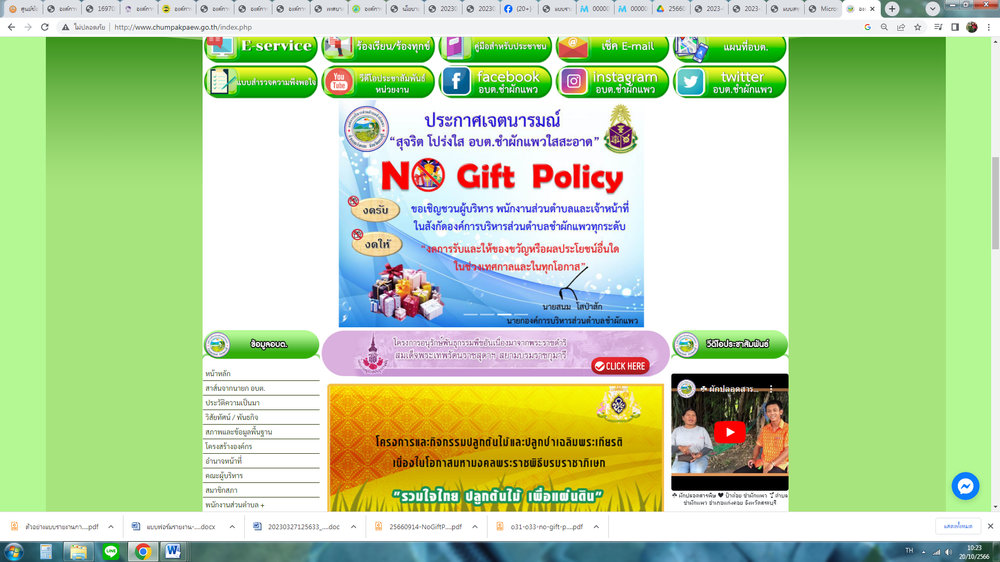 ศูนย์ข้อ
องค์การ
16970
องค์การ
องค์การ
องค์การ
องค์การ
องค์การ
เทศบาล
องค์การ
นโยบาย
20230
20230
(20+)
แบบราย
00000
00000
25660
2023-
2023-
แบบสรุ
Micros
องค์
ไม่ปลอดภัย
http://www.chumpakpaew.go.th/index.php
E-service
ร้องเรียน/ร้องทุกข์
คู่มือสำหรับประชาชน
เช็ค E-mail
แผนที่อบต.
แบบสำรวจความพึงพอใจ
You
Tube
วีดีโอประชาสัมพันธ์
หน่วยงาน
facebook
อบต.ชำผักแพว
instagram
อบต.ชำผักแพว
twitter
อบต.ชำผักแพว
ประกาศเจตนารมณ์
“สุจริต โปร่งใส อบต.ชำผักแพวใสสะอาด”
NO Gift Policy
งดรับ
ขอเชิญชวนผู้บริหาร พนักงานส่วนตำบลและเจ้าหน้าที่
ในสังกัดองค์การบริหารส่วนตำบลชำผักแพวทุกระดับ
งดให้
“งดการรับและให้ของขวัญหรือผลประโยชน์อื่นใด
ในช่วงเทศกาลและในทุกโอกาส”
นายสนม โสป่าสัก
นายกองค์การบริหารส่วนตำบลชำผักแพว
ข้อมูลอบต.
โครงการอนุรักษ์พันธุกรรมพืชอันเนื่องมาจากพระราชดำริ
สมเด็จพระเทพรัตนราชสุดาฯ สยามบรมราชกุมารี
CLICK HERE
วีดีโอประชาสัมพันธ์
หน้าหลัก
สาส์นจากนายก อบต.
ประวัติความเป็นมา
วิสัยทัศน์ / พันธกิจ
สภาพและข้อมูลพื้นฐาน
โครงสร้างองค์กร
อำนาจหน้าที่
คณะผู้บริหาร
สมาชิกสภา
พนักงานส่วนตำบล +
โครงการและกิจกรรมปลูกต้นไม้และปลูกป่าเฉลิมพระเกียรติ
เนื่องในโอกาสมหามงคลพระราชพิธีบรมราชาภิเษก
"รวมใจไทย ปลูกต้นไม้ เพื่อแผ่นดิน"
☘ ผักปลอดสาร...
☘ ผักปลอดสารพิษ ♥ ป้าต๋อย ชำผักแพว ตำบล
ชำผักแพว อำเภอแก่งคอย จังหวัดสระบุรี
ตัวอย่างแบบรายงานกา....pdf
แบบฟอร์มรายงาน-....docx
20230327125633_....doc
25660914-NoGiftP....pdf
o31-o33-no-gift-p....pdf
แสดงทั้งหมด
LINE
TH
10:23
20/10/2566